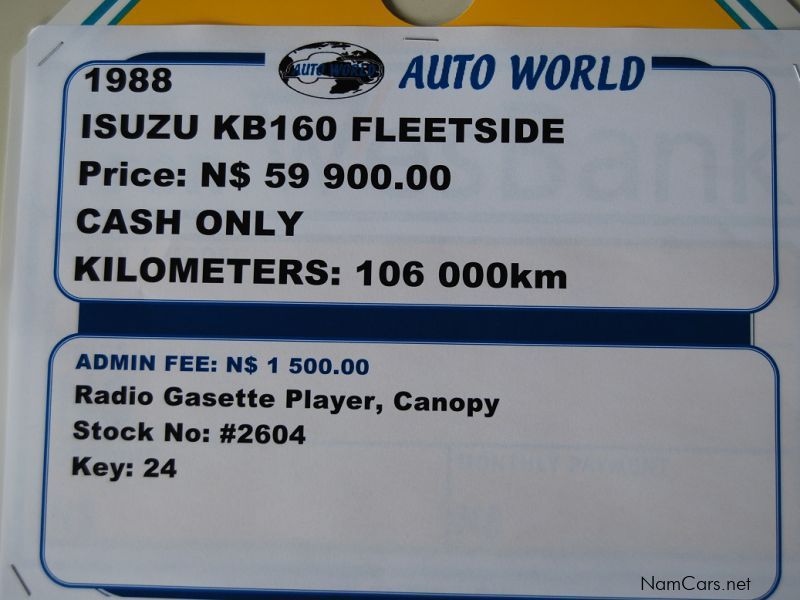 AUTO WORLD
AUTO WORLD
1988
ISUZU KB160 FLEETSIDE
Price: N$ 59 900.00
CASH ONLY
KILOMETERS: 106 000km
ADMIN FEE: N$ 1 500.00
Radio Gasette Player, Canopy
Stock No: #2604
Key: 24
NamCars.net